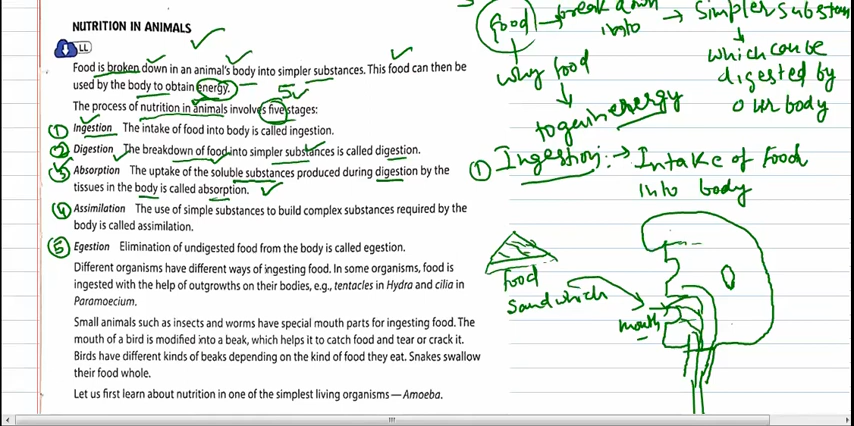 NUTRITION IN ANIMALS
LL
Food is broken down in an animal's body into simpler substances. This food can then be
used by the body to obtain energy.
5
The process of nutrition in animals involves five stages:
1 Ingestion The intake of food into body is called ingestion.
2 Digestion The breakdown of food into simpler substances is called digestion.
3 Absorption The uptake of the soluble substances produced during digestion by the
tissues in the body is called absorption.
4 Assimilation The use of simple substances to build complex substances required by the
body is called assimilation.
5 Egestion Elimination of undigested food from the body is called egestion.
Different organisms have different ways of ingesting food. In some organisms, food is
ingested with the help of outgrowths on their bodies, e.g., tentacles in Hydra and cilia in
Paramoecium.
Small animals such as insects and worms have special mouth parts for ingesting food. The
mouth of a bird is modified into a beak, which helps it to catch food and tear or crack it.
Birds have different kinds of beaks depending on the kind of food they eat. Snakes swallow
their food whole.
Let us first learn about nutrition in one of the simplest living organisms—Amoeba.
Food → break down into → Simpler substan
which can be
digested by
our body
why food
to gain energy
1 Ingestion :→ Intake of food
into body
food
Sandwhich
mouth